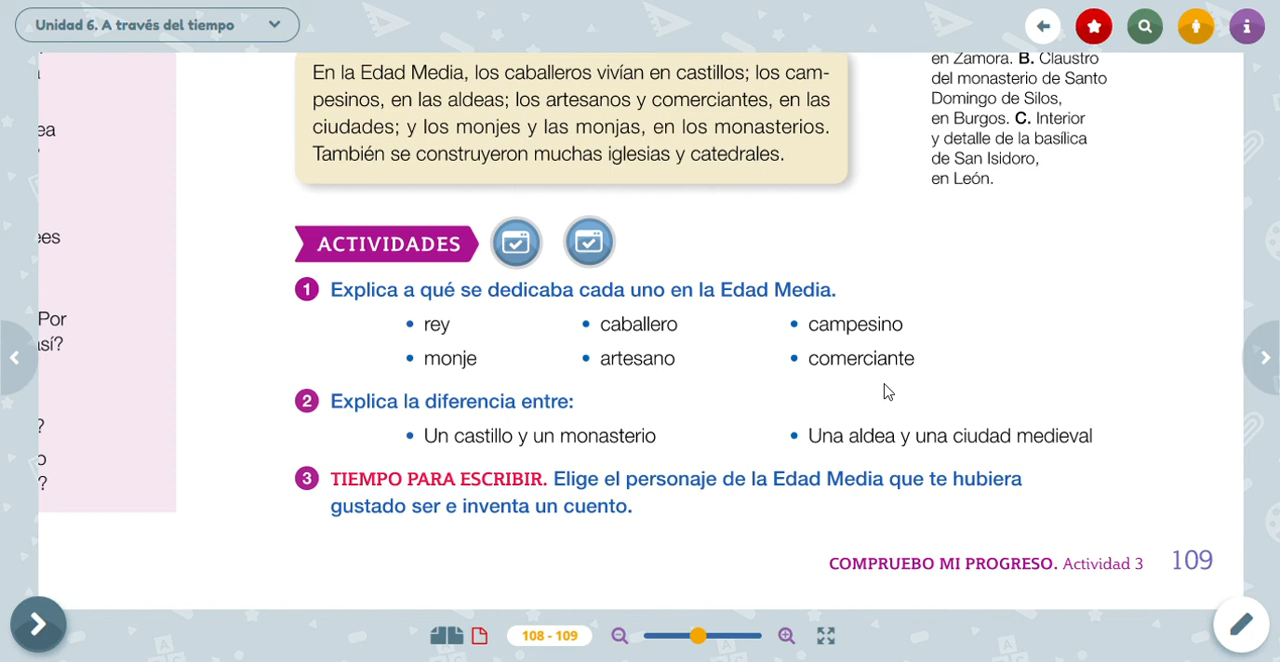 Unidad 6. A través del tiempo
ea
ees
Por
así?
?
o
?
En la Edad Media, los caballeros vivían en castillos; los cam-
pesinos, en las aldeas; los artesanos y comerciantes, en las
ciudades; y los monjes y las monjas, en los monasterios.
También se construyeron muchas iglesias y catedrales.
en Zamora. B. Claustro
del monasterio de Santo
Domingo de Silos,
en Burgos. C. Interior
y detalle de la basílica
de San Isidoro,
en León.
ACTIVIDADES
1 Explica a qué se dedicaba cada uno en la Edad Media.
• rey • caballero • campesino
• monje • artesano • comerciante
2 Explica la diferencia entre:
• Un castillo y un monasterio • Una aldea y una ciudad medieval
3 TIEMPO PARA ESCRIBIR. Elige el personaje de la Edad Media que te hubiera
gustado ser e inventa un cuento.
COMPRUEBO MI PROGRESO. Actividad 3 109
108 - 109